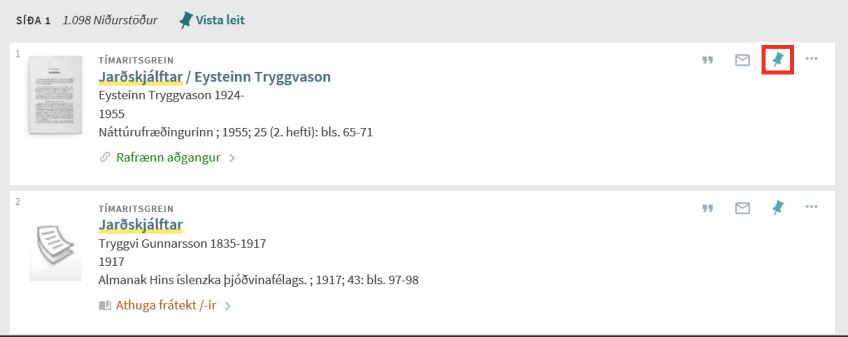 SÍÐA 1 1.098 Niðurstöður Vista leit
1
TÍMARITSGREIN
Jarðskjálftar / Eysteinn Tryggvason
Eysteinn Tryggvason 1924-
1955
Náttúrufræðingurinn ; 1955; 25 (2. hefti): bls. 65-71
Rafrænn aðgangur
2
TÍMARITSGREIN
Jarðskjálftar
Tryggvi Gunnarsson 1835-1917
1917
Almanak Hins íslenzka þjóðvinafélags. ; 1917; 43: bls. 97-98
Athuga frátekt /-ir